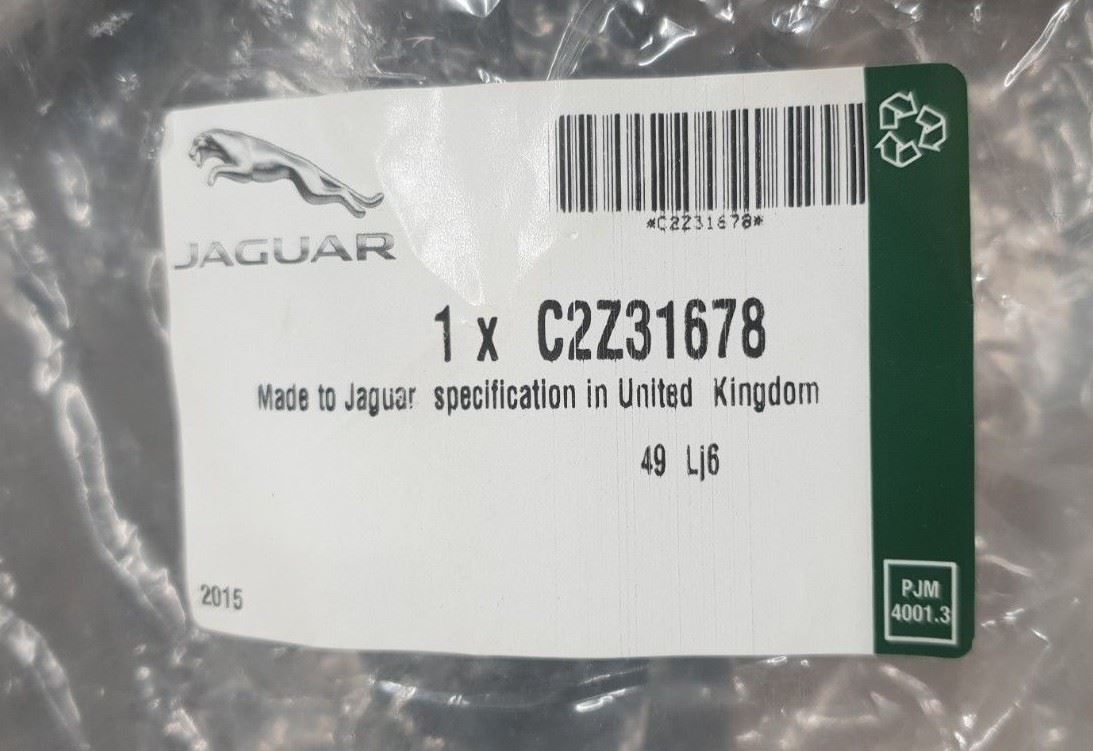 JAGUAR
*C2Z31678*
1 x C2Z31678
Made to Jaguar specification in United Kingdom
49 Lj6
2015
PJM
4001.3